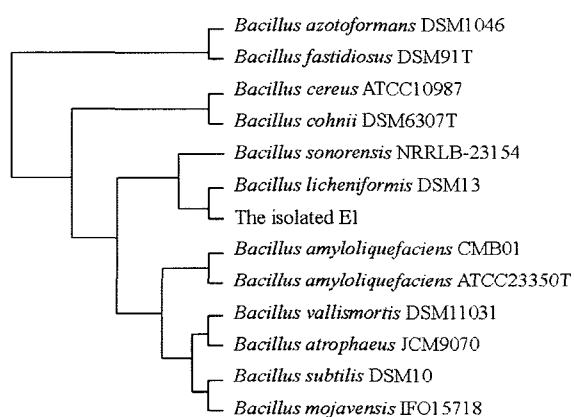 Bacillus azotoformans DSM1046
Bacillus fastidiosus DSM91T
Bacillus cereus ATCC10987
Bacillus cohnii DSM6307T
Bacillus sonorensis NRRLB-23154
Bacillus licheniformis DSM13
The isolated E1
Bacillus amyloliquefaciens CMB01
Bacillus amyloliquefaciens ATCC23350T
Bacillus vallismortis DSM11031
Bacillus atrophaeus JCM9070
Bacillus subtilis DSM10
Bacillus mojavensis IFO15718